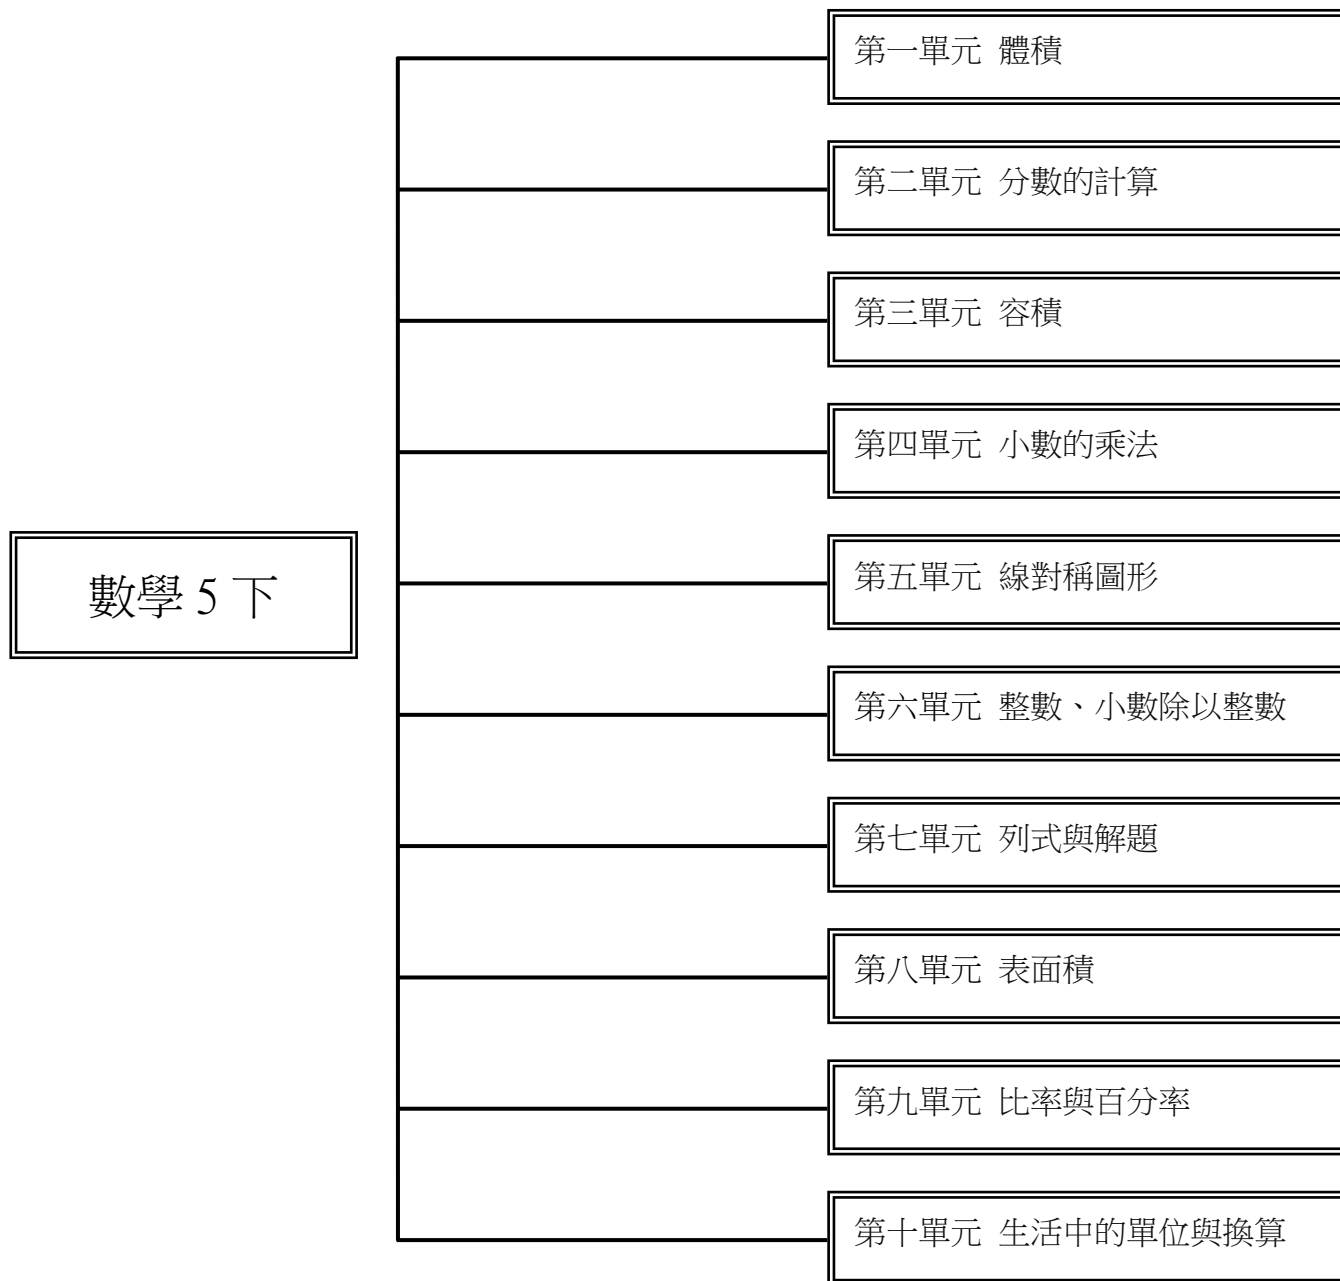 第一單元 體積
第二單元 分數的計算
第三單元 容積
第四單元 小數的乘法
第五單元 線對稱圖形
數學 5 下
第六單元 整數、小數除以整數
第七單元 列式與解題
第八單元 表面積
第九單元 比率與百分率
第十單元 生活中的單位與換算